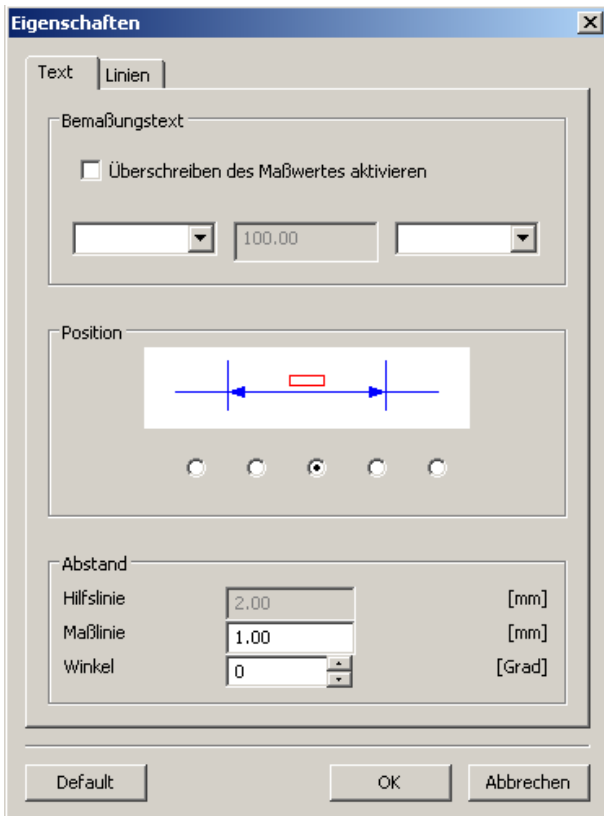 Eigenschaften
Text
Linien
Bemaßungstext
Überschreiben des Maßwertes aktivieren
100.00
Position
Abstand
Hilfslinie 2.00 [mm]
Maßlinie 1.00 [mm]
Winkel 0 [Grad]
Default OK Abbrechen